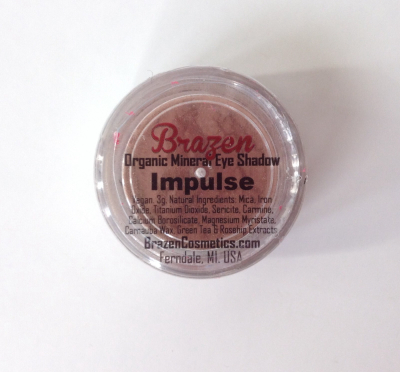 Brazen
Organic Mineral Eye Shadow
Impulse
Vegan. 3g. Natural Ingredients: Mica, Iron
Oxide, Titanium Dioxide, Sericite, Carmine,
Calcium Borosilicate, Magnesium Myristate,
Carnauba Wax, Green Tea & Rosehip Extracts
BrazenCosmetics.com
Ferndale, MI. USA